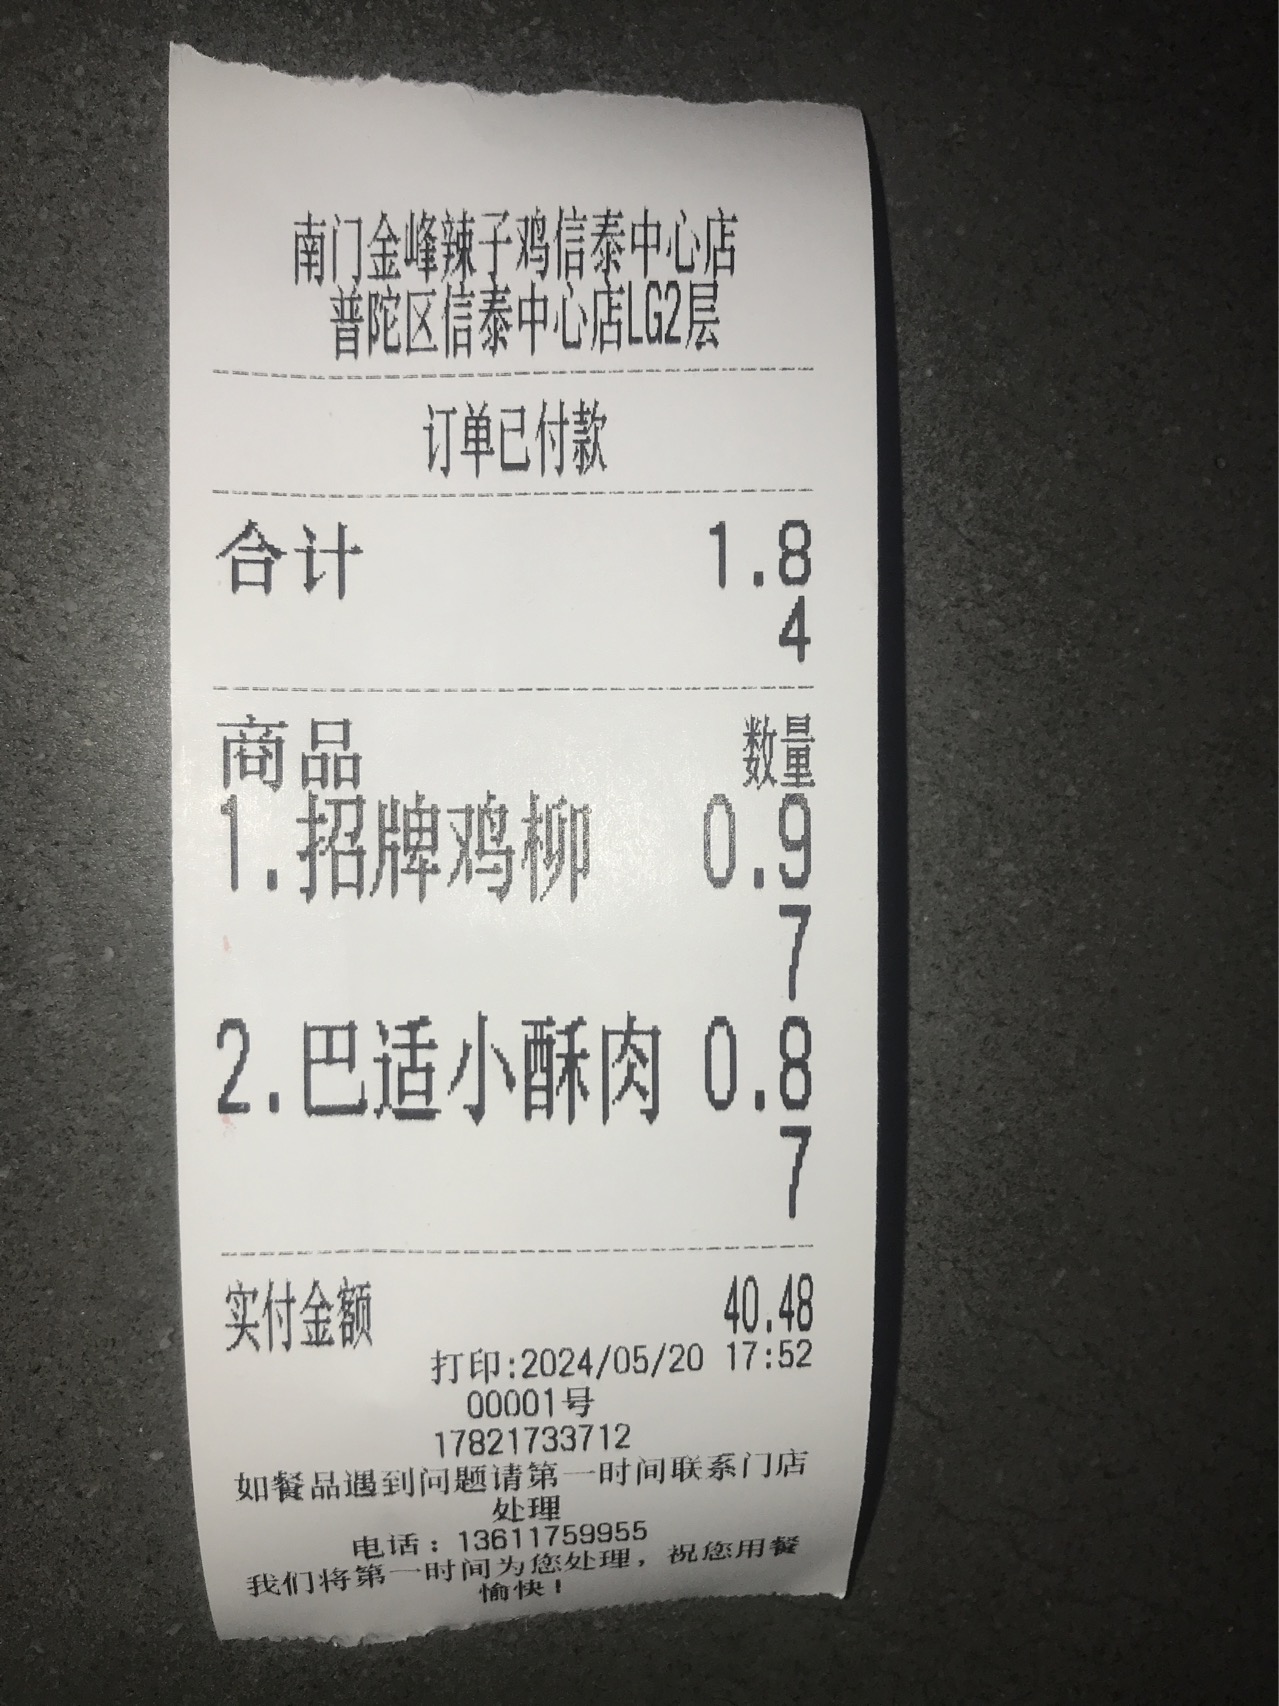 南门金峰辣子鸡信泰中心店
普陀区信泰中心店LG2层
订单已付款
合计 1.8
4
商品 数量
1.招牌鸡柳 0.9
7
2.巴适小酥肉 0.8
7
实付金额 40.48
打印:2024/05/20 17:52
00001号
17821733712
如餐品遇到问题请第一时间联系门店
处理
电话：13611759955
我们将第一时间为您处理，祝您用餐
愉快！